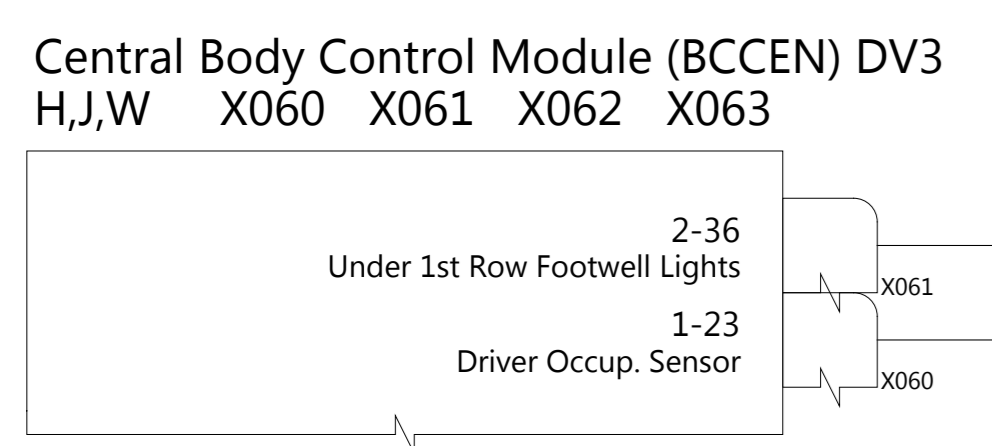 Central Body Control Module (BCCEN) DV3
H,J,W X060 X061 X062 X063
2-36
Under 1st Row Footwell Lights
X061
1-23
Driver Occup. Sensor
X060